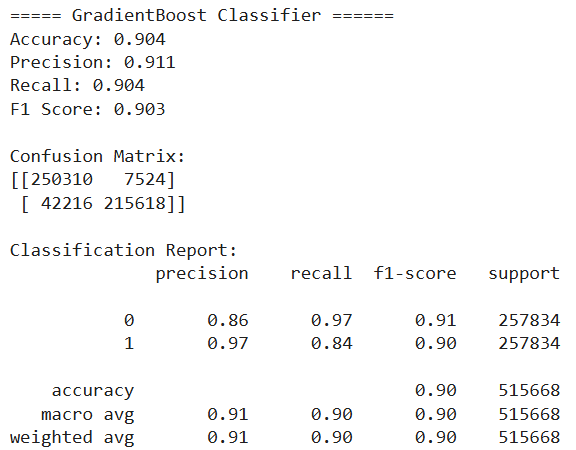 ===== GradientBoost Classifier ======
Accuracy: 0.904
Precision: 0.911
Recall: 0.904
F1 Score: 0.903

Confusion Matrix:
[[250310   7524]
 [ 42216 215618]]

Classification Report:
              precision    recall  f1-score   support

           0       0.86      0.97      0.91    257834
           1       0.97      0.84      0.90    257834

    accuracy                           0.90    515668
   macro avg       0.91      0.90      0.90    515668
weighted avg       0.91      0.90      0.90    515668